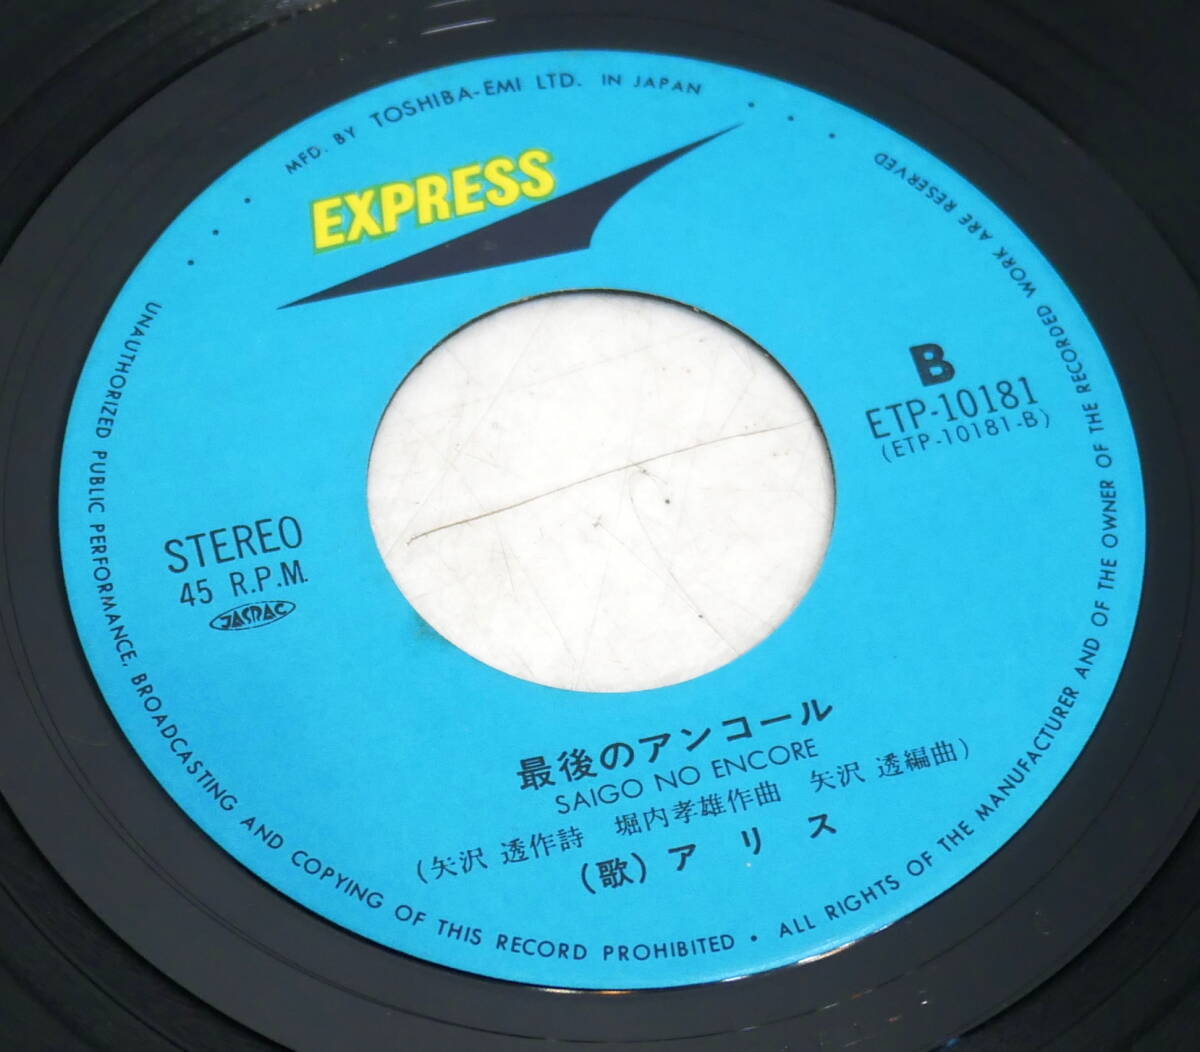 MFD. BY TOSHIBA-EMI LTD. IN JAPAN
EXPRESS
B
ETP-10181
(ETP-10181-B)
STEREO
45 R.P.M.
JASRAC
最後のアンコール
SAIGO NO ENCORE
(矢沢 透作詩 堀内孝雄作曲 矢沢 透編曲)
(歌) アリス
UNAUTHORIZED PUBLIC PERFORMANCE, BROADCASTING AND COPYING OF THIS RECORD PROHIBITED • ALL RIGHTS OF THE MANUFACTURER AND OF THE OWNER OF THE RECORDED WORK ARE RESERVED